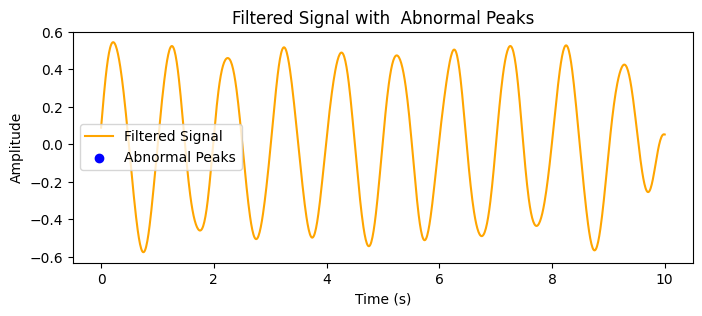 Filtered Signal with  Abnormal Peaks
0.6
0.4
0.2
0.0
−0.2
−0.4
−0.6
Amplitude
Filtered Signal
Abnormal Peaks
0 2 4 6 8 10
Time (s)